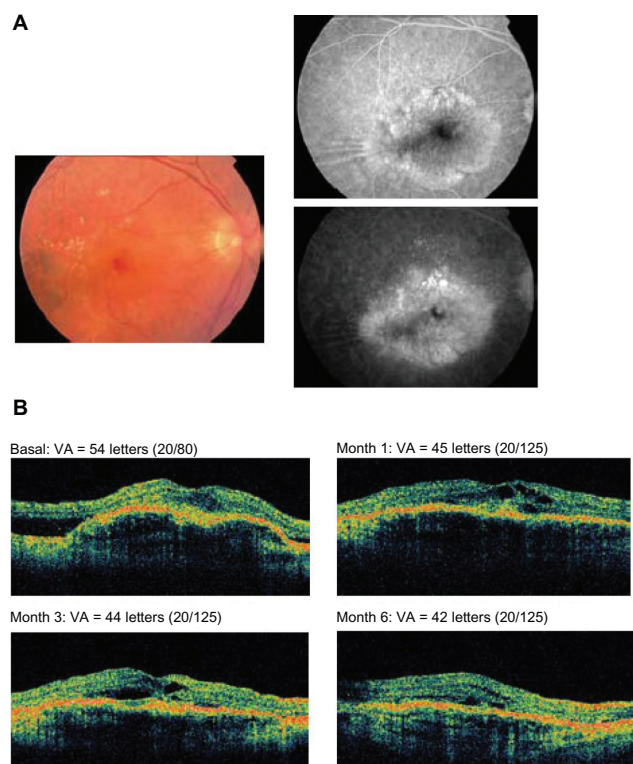 A
B
Basal: VA = 54 letters (20/80)
Month 1: VA = 45 letters (20/125)
Month 3: VA = 44 letters (20/125)
Month 6: VA = 42 letters (20/125)